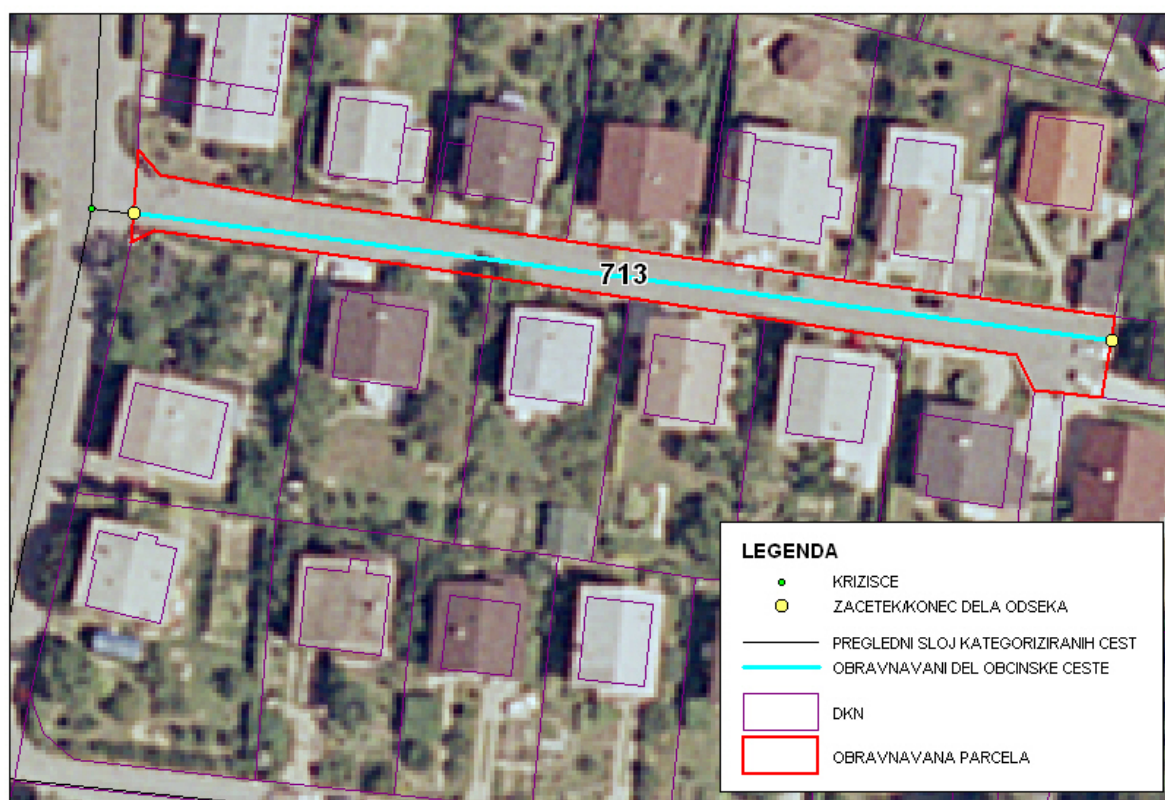 713
LEGENDA
KRIZISCE
ZACETEK/KONEC DELA ODSEKA
PREGLEDNI SLOJ KATEGORIZIRANIH CEST
OBRAVNAVANI DEL OBCINSKE CESTE
DKN
OBRAVNAVANA PARCELA